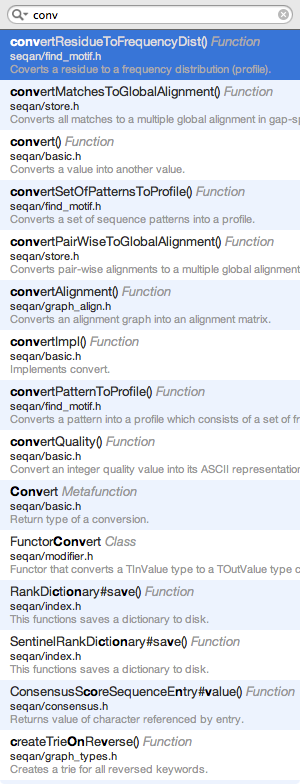 conv
convertResidueToFrequencyDist() Function
seqan/find_motif.h
Coverts a residue to a frequency distribution (profile).
convertMatchesToGlobalAlignment() Function
seqan/store.h
Converts all matches to a multiple global alignment in gap-sp
convert() Function
seqan/basic.h
Converts a value into another value.
convertSetOfPatternsToProfile() Function
seqan/find_motif.h
Converts a set of sequence patterns into a profile.
convertPairWiseToGlobalAlignment() Function
seqan/store.h
Converts pair-wise alignments to a multiple global alignment
convertAlignment() Function
seqan/graph_align.h
Converts an alignment graph into an alignment matrix.
convertImpl() Function
seqan/basic.h
Implements convert.
convertPatternToProfile() Function
seqan/find_motif.h
Converts a pattern into a profile which consists of a set of fr
convertQuality() Function
seqan/basic.h
Convert an integer quality value into its ASCII representation
Convert Metafunction
seqan/basic.h
Return type of a conversion.
FunctorConvert Class
seqan/modifier.h
Functor that converts a TInValue type to a TOutValue type c
RankDictionary#save() Function
seqan/index.h
This functions saves a dictionary to disk.
SentinelRankDictionary#save() Function
seqan/index.h
This functions saves a dictionary to disk.
ConsensusScoreSequenceEntry#value() Function
seqan/consensus.h
Returns value of character referenced by entry.
createTrieOnReverse() Function
seqan/graph_types.h
Creates a trie for all reversed keywords.